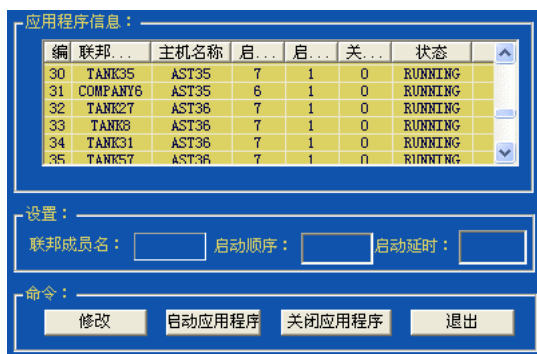 应用程序信息：
编 联邦... 主机名称 启... 启... 关... 状态
30 TANK35 AST35 7 1 0 RUNNING
31 COMPANY6 AST35 6 1 0 RUNNING
32 TANK27 AST36 7 1 0 RUNNING
33 TANK8 AST36 7 1 0 RUNNING
34 TANK31 AST36 7 1 0 RUNNING
35 TANK57 AST36 7 1 0 RUNNING
设置：
联邦成员名： 启动顺序： 启动延时：
命令：
修改 启动应用程序 关闭应用程序 退出